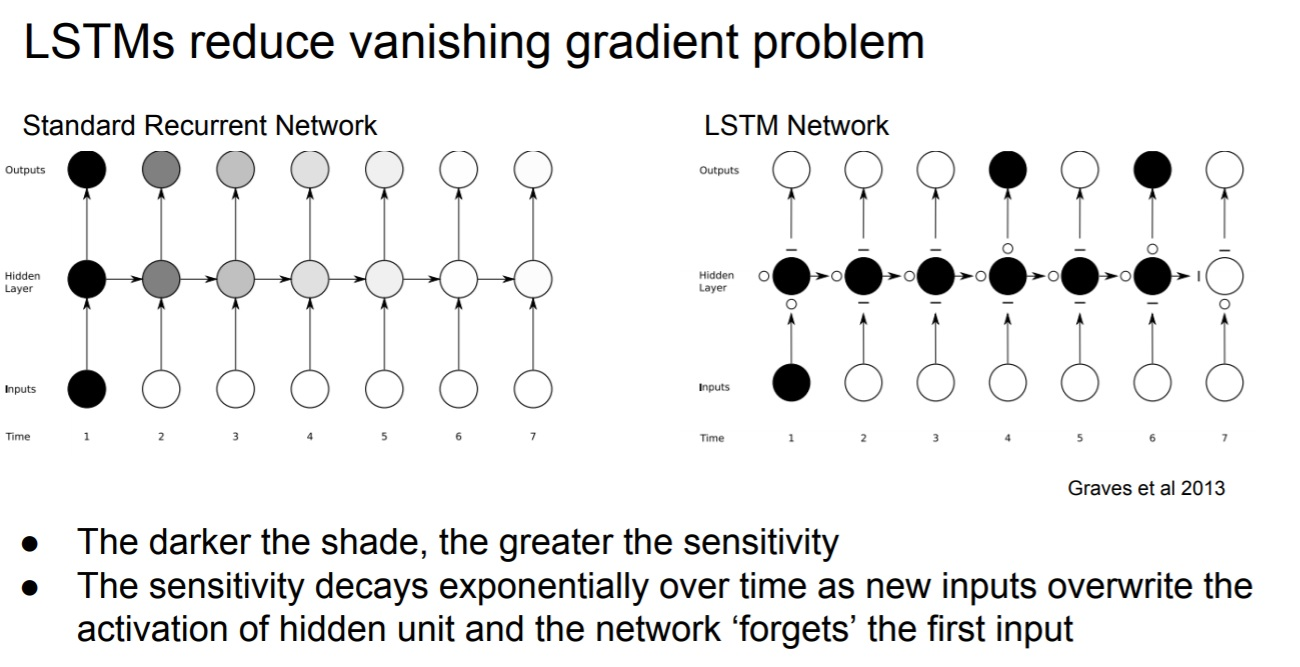 LSTMs reduce vanishing gradient problem
Standard Recurrent Network
Outputs
Hidden
Layer
Inputs
Time 1 2 3 4 5 6 7
LSTM Network
Outputs
Hidden
Layer
Inputs
Time 1 2 3 4 5 6 7
Graves et al 2013
● The darker the shade, the greater the sensitivity
● The sensitivity decays exponentially over time as new inputs overwrite the
activation of hidden unit and the network ‘forgets’ the first input